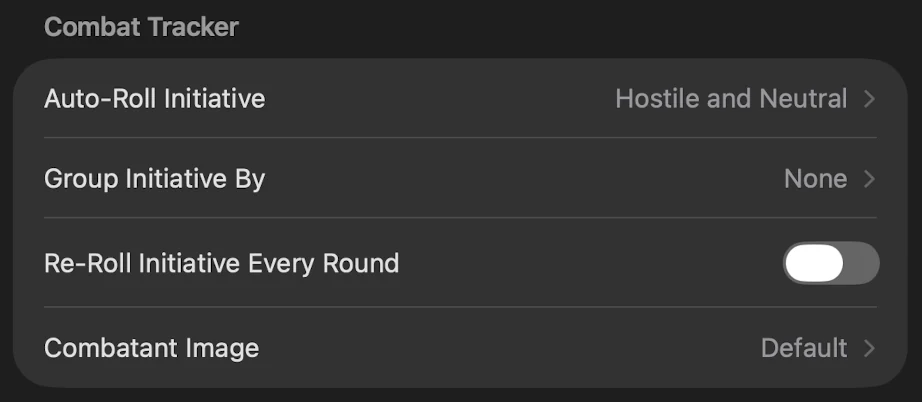 Combat Tracker
Auto-Roll Initiative Hostile and Neutral
Group Initiative By None
Re-Roll Initiative Every Round
Combatant Image Default